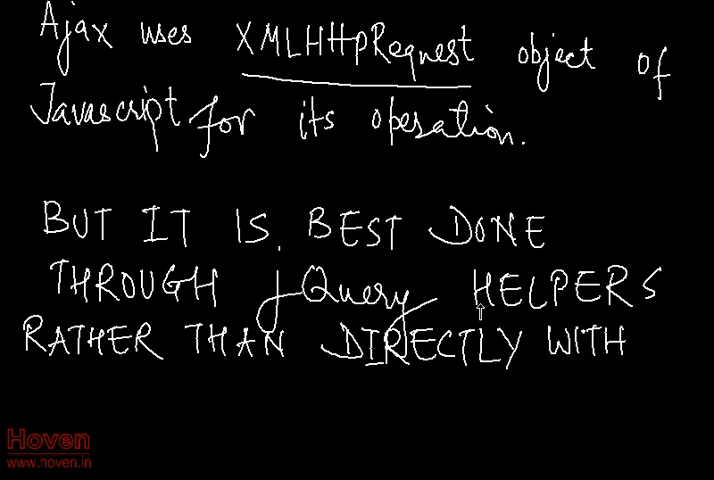 Ajax uses XMLHttpRequest object of
Javascript for its operation.
BUT IT IS. BEST DONE
THROUGH jQuery HELPERS
RATHER THAN DIRECTLY WITH
Hoven
www.hoven.in